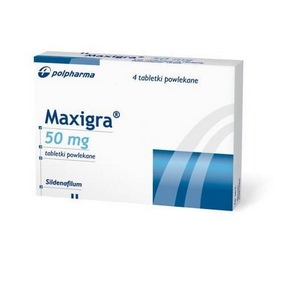 polpharma
4 tabletki powlekane
Maxigra®
50 mg
tabletki powlekane
Sildenafilum